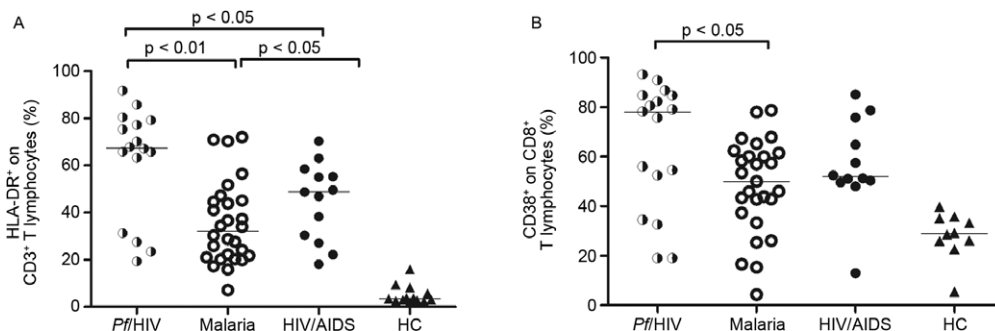 A
p < 0.05
p < 0.01
p < 0.05
HLA-DR⁺ on
CD3⁺ T lymphocytes (%)
100
80
60
40
20
0
Pf/HIV
Malaria
HIV/AIDS
HC
B
p < 0.05
CD38⁺ on CD8⁺
T lymphocytes (%)
100
80
60
40
20
0
Pf/HIV
Malaria
HIV/AIDS
HC